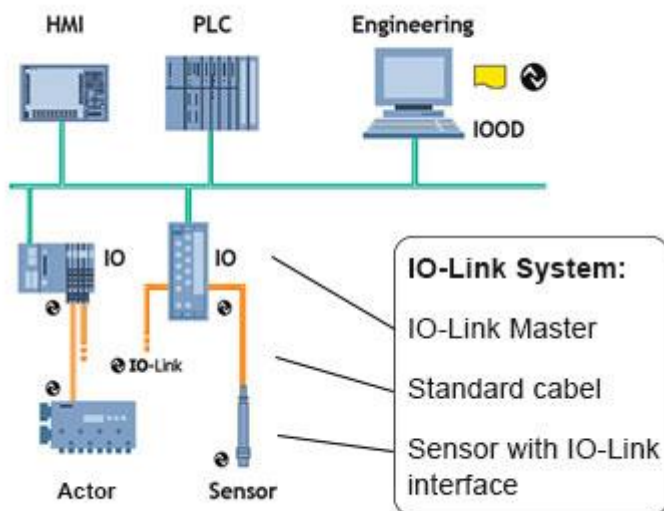 HMI
PLC
Engineering
IOOD
IO
IO
IO-Link
Actor
Sensor
IO-Link System:
IO-Link Master
Standard cabel
Sensor with IO-Link
interface